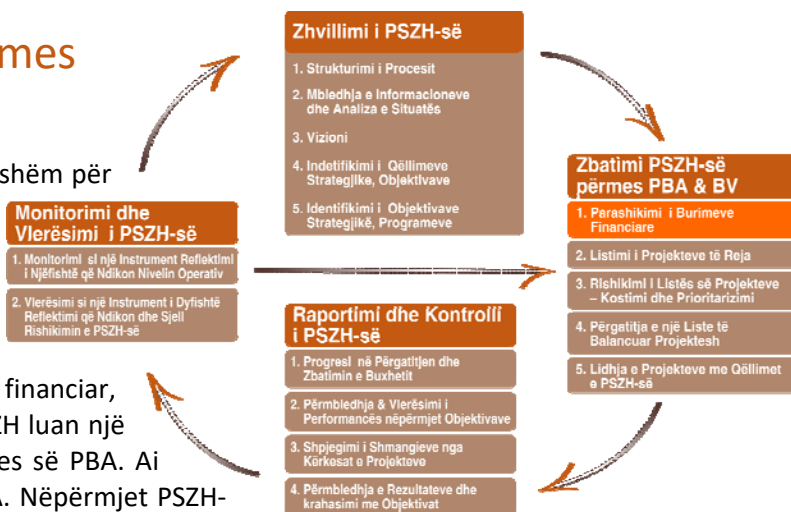 mes
Zhvillimi i PSZH-së
1. Strukturimi i Procesit
2. Mbledhja e Informacioneve
dhe Analiza e Situatës
3. Vizioni
4. Indetifikimi i Qëllimeve
Strategjike, Objektivave
5. Identifikimi i Objektivave
Strategjikë, Programeve
shëm për
Monitorimi dhe
Vlerësimi i PSZH-së
1. Monitorimi si një Instrument Reflektimi
i Njëfishtë që Ndikon Nivelin Operativ
2. Vlerësimi si një Instrument i Dyfishtë
Reflektimi që Ndikon dhe Sjell
Rishikimin e PSZH-së
Zbatimi PSZH-së
përmes PBA & BV
1. Parashikimi i Burimeve
Financiare
2. Listimi i Projekteve të Reja
3. Rishikimi i Listës së Projekteve
– Kostimi dhe Prioritarizimi
4. Përgatitja e një Liste të
Balancuar Projektesh
5. Lidhja e Projekteve me Qëllimet
e PSZH-së
Raportimi dhe Kontrolli
i PSZH-së
1. Progresi në Përgatitjen dhe
Zbatimin e Buxhetit
2. Përmbledhja & Vlerësimi i
Performancës nëpërmjet Objektivave
3. Shpjegimi i Shmangieve nga
Kërkesat e Projekteve
4. Përmbledhja e Rezultateve dhe
krahasimi me Objektivat
financiar,
ZH luan një
es së PBA. Ai
A. Nëpërmjet PSZH-